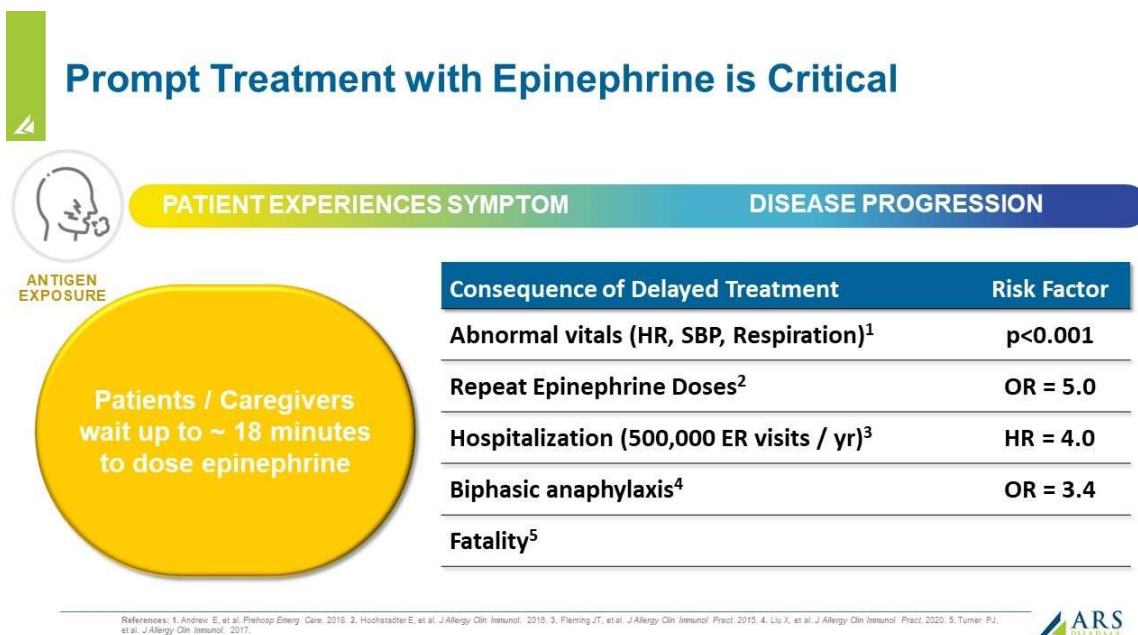 Prompt Treatment with Epinephrine is Critical
PATIENT EXPERIENCES SYMPTOM
DISEASE PROGRESSION
ANTIGEN
EXPOSURE
Patients / Caregivers
wait up to ~ 18 minutes
to dose epinephrine
Consequence of Delayed Treatment Risk Factor
Abnormal vitals (HR, SBP, Respiration)1 p<0.001
Repeat Epinephrine Doses2 OR = 5.0
Hospitalization (500,000 ER visits / yr)3 HR = 4.0
Biphasic anaphylaxis4 OR = 3.4
Fatality5
References: 1. Andrew E, et al. Prehosp Emerg Care. 2018. 2. Hochstadter E, et al. J Allergy Clin Immunol. 2016. 3. Fleming JT, et al. J Allergy Clin Immunol Pract. 2015. 4. Liu X, et al. J Allergy Clin Immunol Pract. 2020. 5. Turner PJ,
et al. J Allergy Clin Immunol. 2017.
ARS
PHARMA